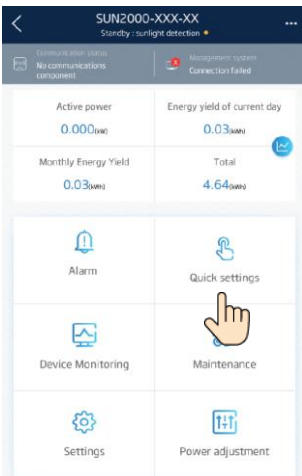 SUN2000-XXX-XX
Standby : sunlight detection
Communication status
No communications
component
Management system
Connection failed
Active power
0.000(kW)
Energy yield of current day
0.03(kWh)
Monthly Energy Yield
0.03(kWh)
Total
4.64(kWh)
Alarm
Quick settings
Device Monitoring
Maintenance
Settings
Power adjustment